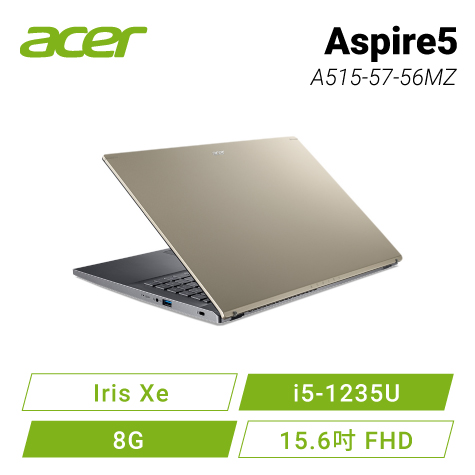 acer
Aspire5
A515-57-56MZ
acer
Iris Xe
i5-1235U
8G
15.6吋 FHD